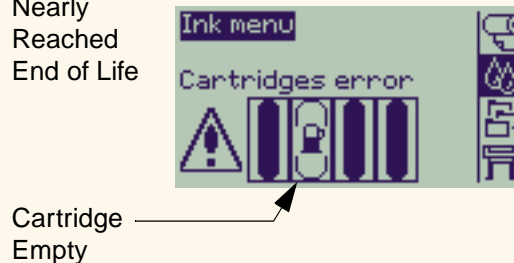 Nearly
Reached
End of Life
Ink menu
Cartridges error
Cartridge
Empty